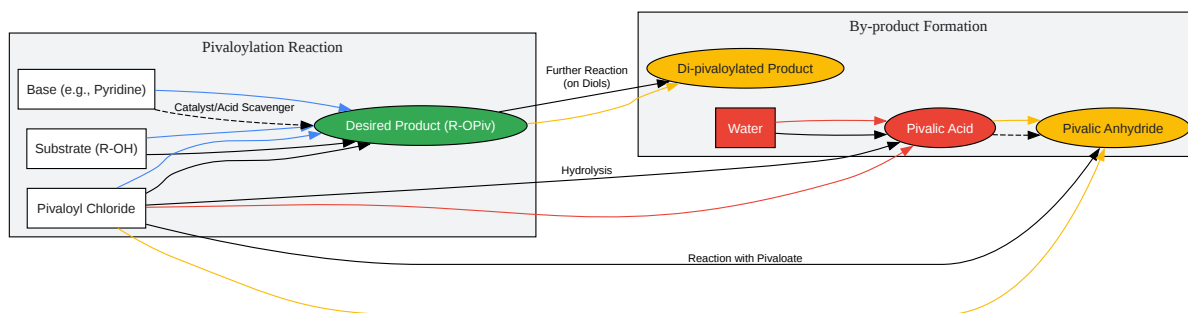 By-product Formation
Pivaloylation Reaction
Base (e.g., Pyridine)
Catalyst/Acid Scavenger
Substrate (R-OH)
Pivaloyl Chloride
Desired Product (R-OPiv)
Further Reaction
(on Diols)
Di-pivaloylated Product
Water
Pivalic Acid
Pivalic Anhydride
Hydrolysis
Reaction with Pivaloate